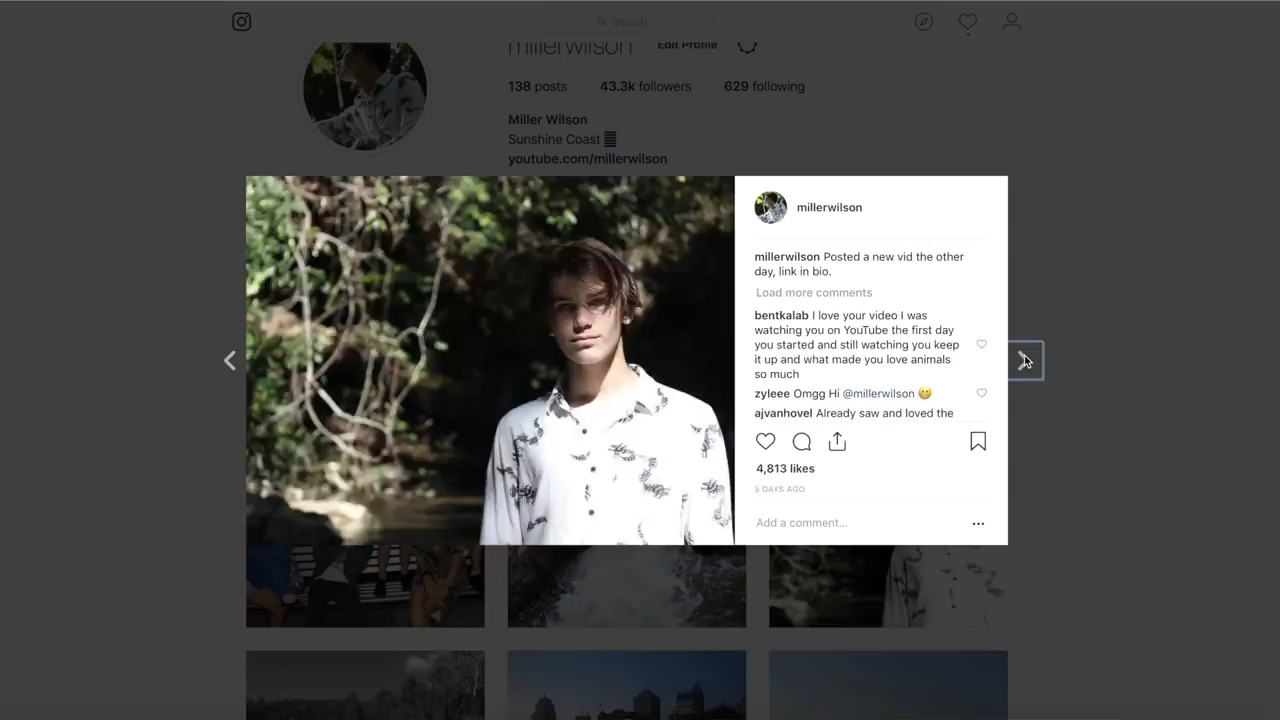 Search
millerwilson Edit Profile
138 posts 43.3k followers 629 following
Miller Wilson
Sunshine Coast
youtube.com/millerwilson
millerwilson
millerwilson Posted a new vid the other
day, link in bio.
Load more comments
bentkalab I love your video I was
watching you on YouTube the first day
you started and still watching you keep
it up and what made you love animals
so much
zyleee Omgg Hi @millerwilson 😁
ajvanhovel Already saw and loved the
4,813 likes
5 DAYS AGO
Add a comment...